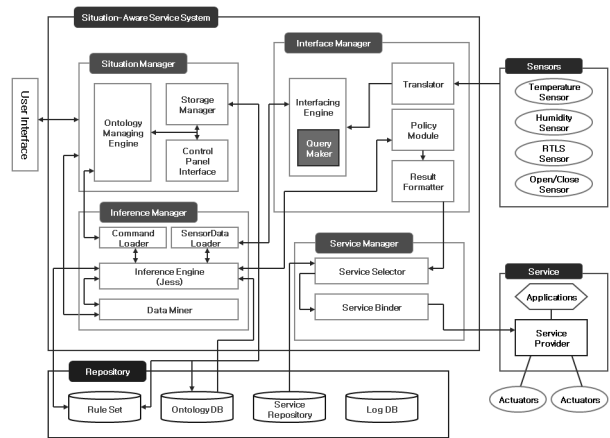 Situation-Aware Service System
Situation Manager
Storage
Manager
Ontology
Managing
Engine
Control
Panel
Interface
User Interface
Interface Manager
Interfacing
Engine
Query
Maker
Translator
Policy
Module
Result
Formatter
Sensors
Temperature
Sensor
Humidity
Sensor
RTLS
Sensor
Open/Close
Sensor
Inference Manager
Command
Loader
SensorData
Loader
Inference Engine
(Jess)
Data Miner
Service Manager
Service Selector
Service Binder
Service
Applications
Service
Provider
Actuators
Actuators
Repository
Rule Set
Ontology DB
Service
Repository
Log DB